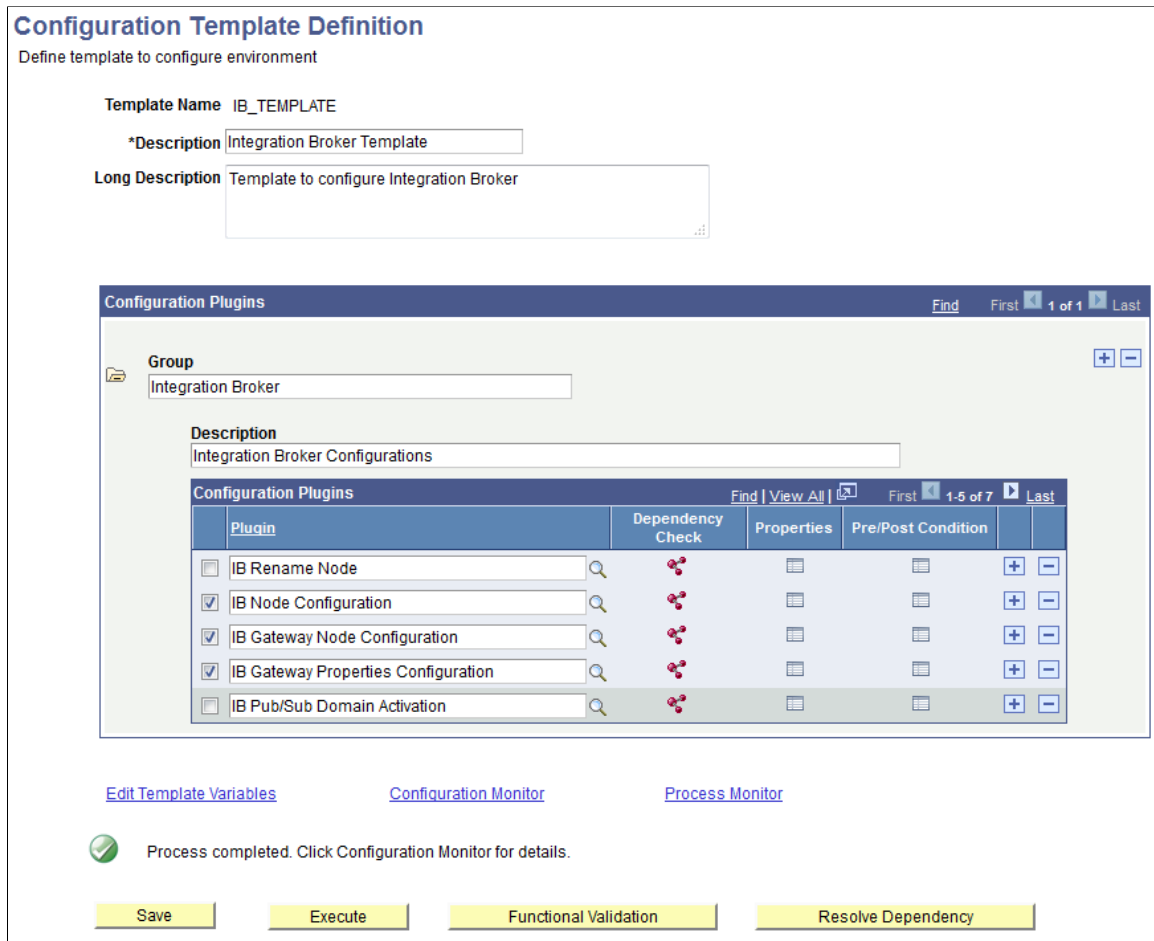 Configuration Template Definition
Define template to configure environment
Template Name IB_TEMPLATE
*Description Integration Broker Template
Long Description Template to configure Integration Broker
Configuration Plugins Find First 1 of 1 Last
Group
Integration Broker
Description
Integration Broker Configurations
Configuration Plugins Find | View All | First 1-5 of 7 Last
Plugin Dependency Check Properties Pre/Post Condition
IB Rename Node
IB Node Configuration
IB Gateway Node Configuration
IB Gateway Properties Configuration
IB Pub/Sub Domain Activation
Edit Template Variables Configuration Monitor Process Monitor
Process completed. Click Configuration Monitor for details.
Save Execute Functional Validation Resolve Dependency